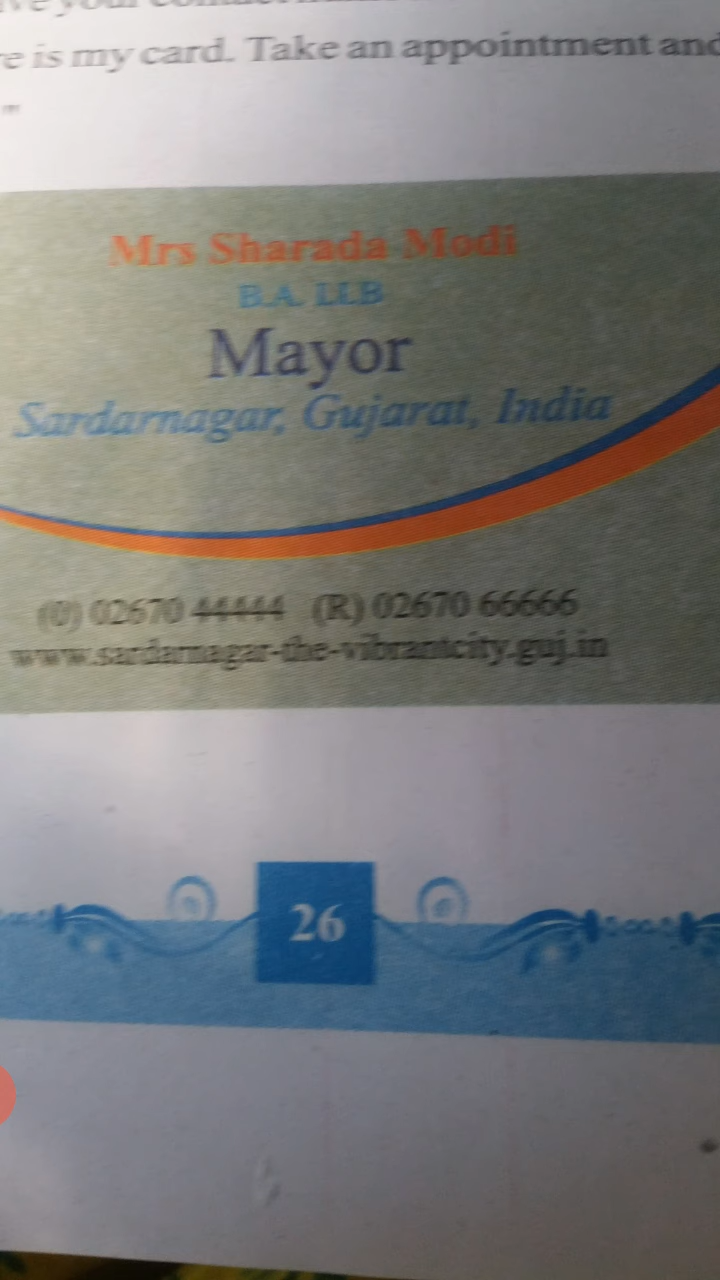 e is my card. Take an appointment and
Mrs Sharada Modi
B.A. LLB
Mayor
Sardarnagar, Gujarat, India
(O) 02670 44444 (R) 02670 66666
www.sardarnagar-the-vibrantcity.guj.in
26